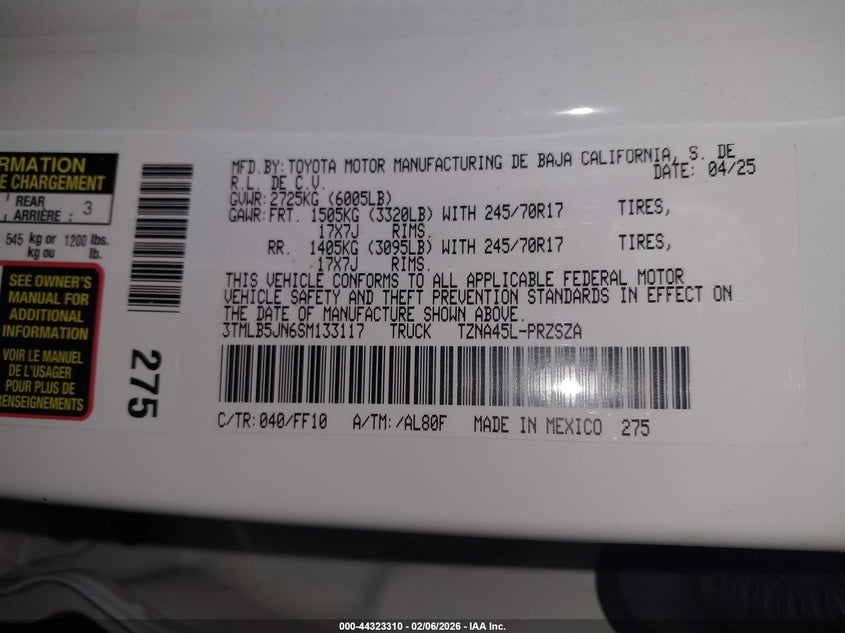 RMATION
E CHARGEMENT
REAR
ARRIÈRE : 3
545 kg or 1200 lbs.
kg ou lb.
SEE OWNER'S
MANUAL FOR
ADDITIONAL
INFORMATION
VOIR LE MANUEL
DE L'USAGER
POUR PLUS DE
RENSEIGNEMENTS
275
MFD.BY:TOYOTA MOTOR MANUFACTURING DE BAJA CALIFORNIA, S. DE
R.L. DE C.V. DATE: 04/25
GVWR:2725KG (6005LB)
GAWR:FRT. 1505KG (3320LB) WITH 245/70R17 TIRES,
17X7J RIMS.
RR. 1405KG (3095LB) WITH 245/70R17 TIRES,
17X7J RIMS.
THIS VEHICLE CONFORMS TO ALL APPLICABLE FEDERAL MOTOR
VEHICLE SAFETY AND THEFT PREVENTION STANDARDS IN EFFECT ON
THE DATE OF MANUFACTURE SHOWN ABOVE.
3TMLB5JN6SM133117 TRUCK TZNA45L-PRZSZA
C/TR:040/FF10 A/TM:/AL80F MADE IN MEXICO 275
000-44323310 - 02/06/2026 - IAA Inc.